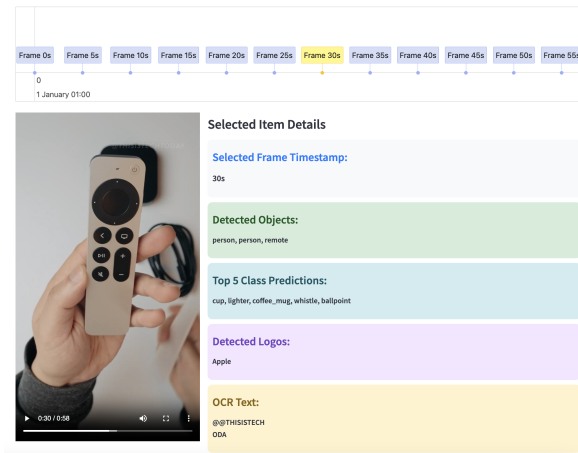 Frame 0s Frame 5s Frame 10s Frame 15s Frame 20s Frame 25s Frame 30s Frame 35s Frame 40s Frame 45s Frame 50s Frame 55s
0
1 January 01:00
Selected Item Details
Selected Frame Timestamp:
30s
Detected Objects:
person, person, remote
Top 5 Class Predictions:
cup, lighter, coffee_mug, whistle, ballpoint
Detected Logos:
Apple
OCR Text:
@@THISISTECH
ODA
0:30 / 0:58